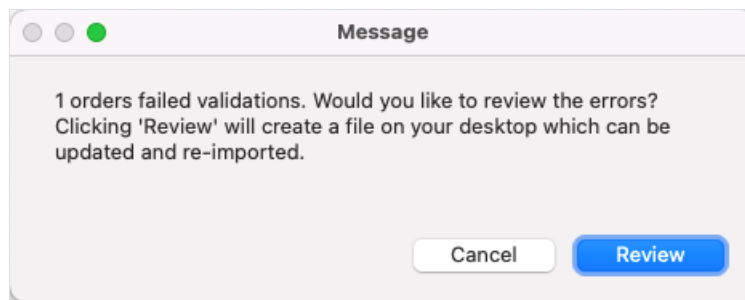 Message
1 orders failed validations. Would you like to review the errors?
Clicking 'Review' will create a file on your desktop which can be
updated and re-imported.
Cancel
Review